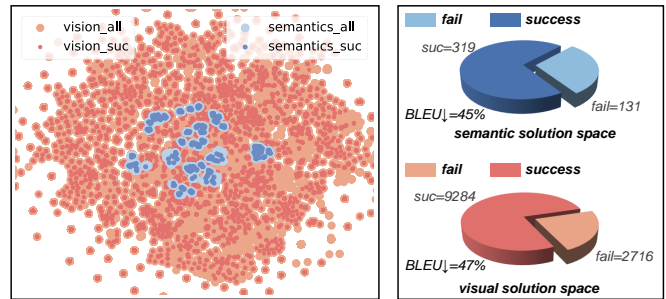 vision_all
vision_suc
semantics_all
semantics_suc
fail success
suc=319
fail=131
BLEU↓=45%
semantic solution space
fail success
suc=9284
fail=2716
BLEU↓=47%
visual solution space